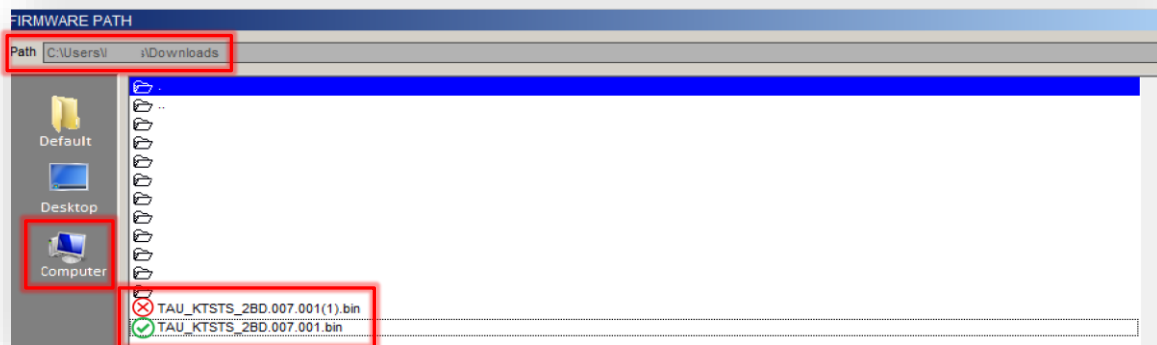 FIRMWARE PATH
Path C:\Users\l s\Downloads
.
..
Default
Desktop
Computer
TAU_KTSTS_2BD.007.001(1).bin
TAU_KTSTS_2BD.007.001.bin